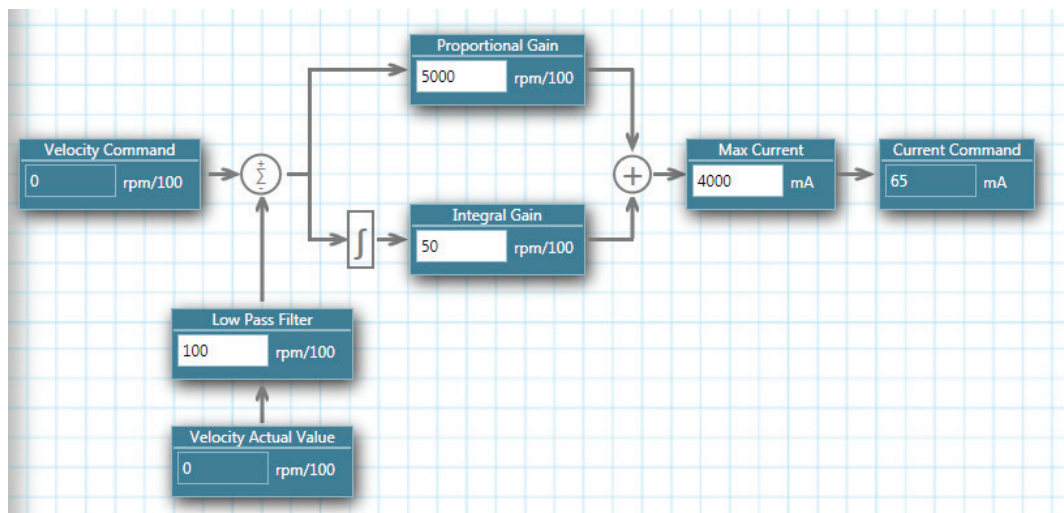 Proportional Gain
5000 rpm/100
Velocity Command
0 rpm/100
+
Σ
-
+
Max Current
4000 mA
Current Command
65 mA
∫
Integral Gain
50 rpm/100
Low Pass Filter
100 rpm/100
Velocity Actual Value
0 rpm/100